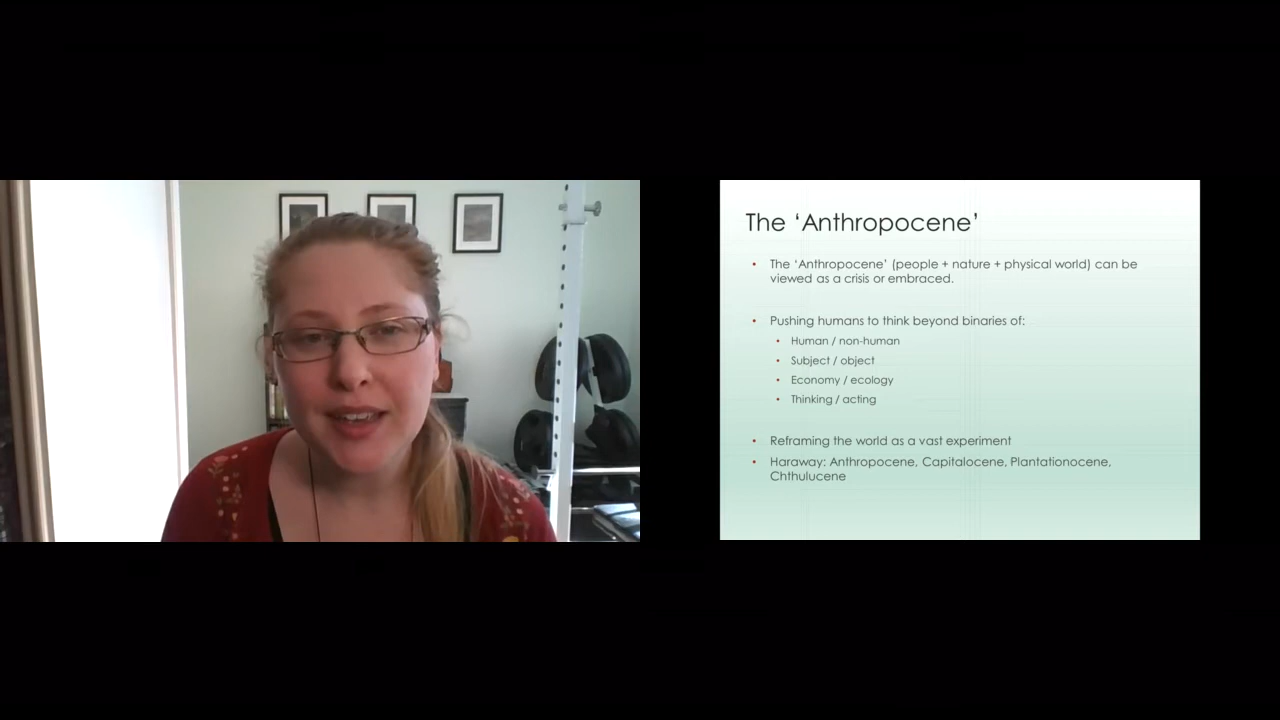 The ‘Anthropocene’
• The ‘Anthropocene’ (people + nature + physical world) can be
viewed as a crisis or embraced.
• Pushing humans to think beyond binaries of:
• Human / non-human
• Subject / object
• Economy / ecology
• Thinking / acting
• Reframing the world as a vast experiment
• Haraway: Anthropocene, Capitalocene, Plantationocene,
Chthulucene